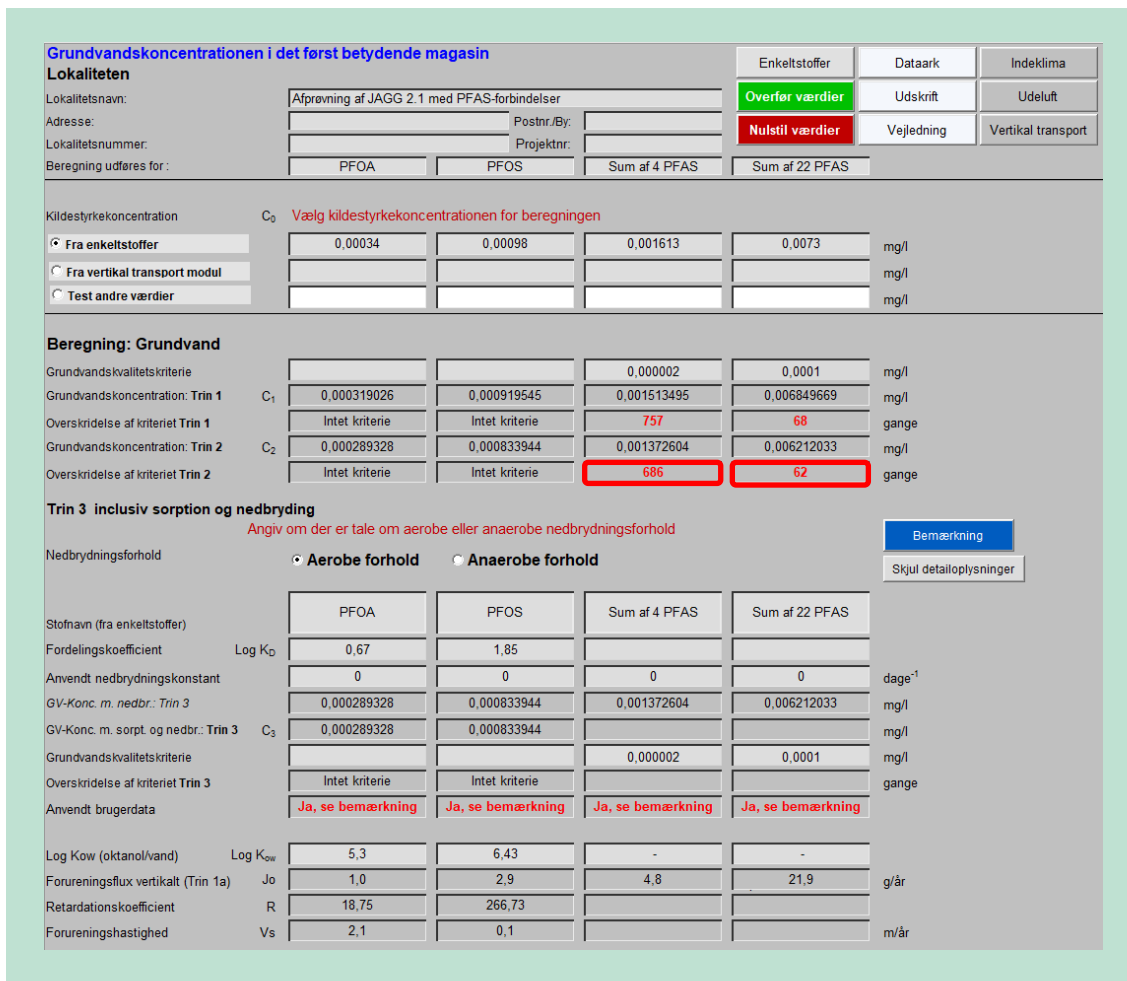 Grundvandskoncentrationen i det først betydende magasin
Enkeltstoffer Dataark Indeklima
Lokaliteten
Lokalitetsnavn: Afprøvning af JAGG 2.1 med PFAS-forbindelser Overfør værdier Udskrift Udeluft
Adresse: Postnr./By:
Nulstil værdier Vejledning Vertikal transport
Lokalitetsnummer: Projektnr:
Beregning udføres for : PFOA PFOS Sum af 4 PFAS Sum af 22 PFAS
Kildestyrkekoncentration C₀ Vælg kildestyrkekoncentrationen for beregningen
Fra enkeltstoffer 0,00034 0,00098 0,001613 0,0073 mg/l
Fra vertikal transport modul mg/l
Test andre værdier mg/l
Beregning: Grundvand
Grundvandskvalitetskriterie 0,000002 0,0001 mg/l
Grundvandskoncentration: Trin 1 C₁ 0,000319026 0,000919545 0,001513495 0,006849669 mg/l
Overskridelse af kriteriet Trin 1 Intet kriterie Intet kriterie 757 68 gange
Grundvandskoncentration: Trin 2 C₂ 0,000289328 0,000833944 0,001372604 0,006212033 mg/l
Overskridelse af kriteriet Trin 2 Intet kriterie Intet kriterie 686 62 gange
Trin 3 inclusiv sorption og nedbryding
Angiv om der er tale om aerobe eller anaerobe nedbrydningsforhold
Bemærkning
Nedbrydningsforhold Aerobe forhold Anaerobe forhold
Skjul detailoplysninger
Stofnavn (fra enkeltstoffer) PFOA PFOS Sum af 4 PFAS Sum af 22 PFAS
Fordelingskoefficient Log K_D 0,67 1,85
Anvendt nedbrydningskonstant 0 0 0 0 dage⁻¹
GV-Konc. m. nedbr.: Trin 3 0,000289328 0,000833944 0,001372604 0,006212033 mg/l
GV-Konc. m. sorpt. og nedbr.: Trin 3 C₃ 0,000289328 0,000833944 mg/l
Grundvandskvalitetskriterie 0,000002 0,0001 mg/l
Overskridelse af kriteriet Trin 3 Intet kriterie Intet kriterie gange
Anvendt brugerdata Ja, se bemærkning Ja, se bemærkning Ja, se bemærkning Ja, se bemærkning
Log Kow (oktanol/vand) Log K_ow 5,3 6,43 - -
Forureningsflux vertikalt (Trin 1a) Jo 1,0 2,9 4,8 21,9 g/år
Retardationskoefficient R 18,75 266,73
Forureningshastighed Vs 2,1 0,1 m/år